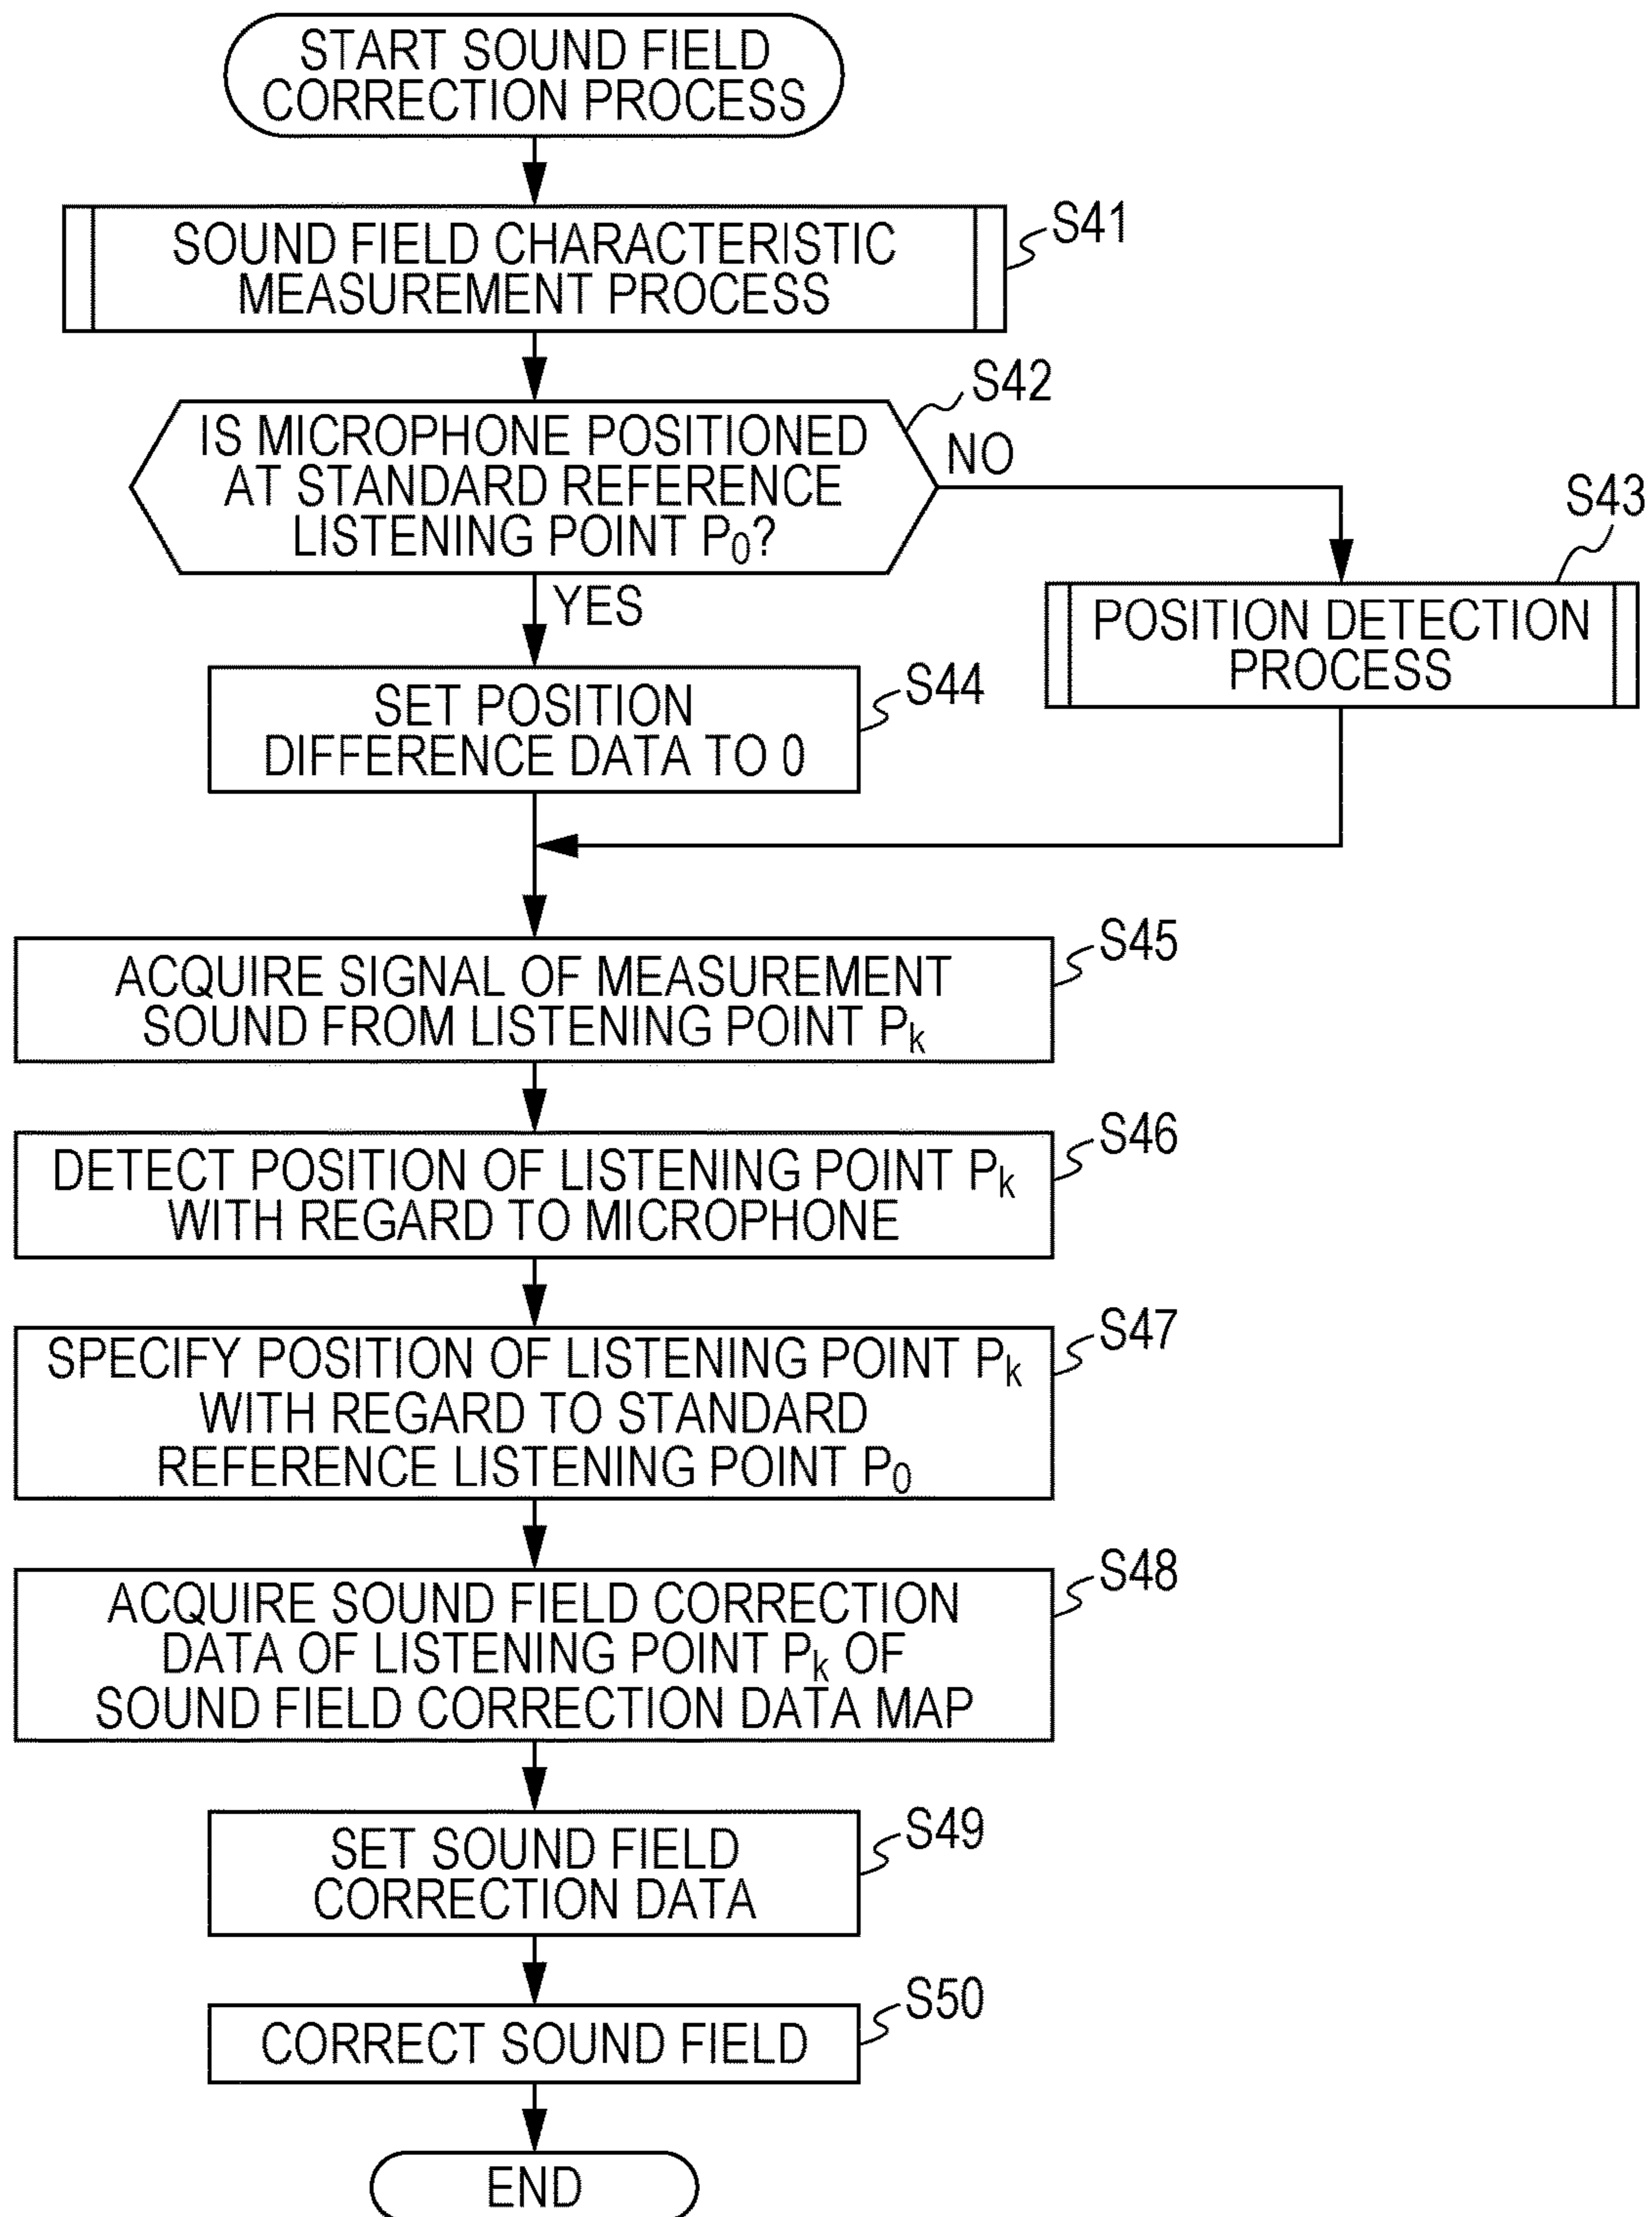 START SOUND FIELD
CORRECTION PROCESS
SOUND FIELD CHARACTERISTIC
MEASUREMENT PROCESS
S41
IS MICROPHONE POSITIONED
AT STANDARD REFERENCE
LISTENING POINT P₀?
S42
NO
YES
POSITION DETECTION
PROCESS
S43
SET POSITION
DIFFERENCE DATA TO 0
S44
ACQUIRE SIGNAL OF MEASUREMENT
SOUND FROM LISTENING POINT Pₖ
S45
DETECT POSITION OF LISTENING POINT Pₖ
WITH REGARD TO MICROPHONE
S46
SPECIFY POSITION OF LISTENING POINT Pₖ
WITH REGARD TO STANDARD
REFERENCE LISTENING POINT P₀
S47
ACQUIRE SOUND FIELD CORRECTION
DATA OF LISTENING POINT Pₖ OF
SOUND FIELD CORRECTION DATA MAP
S48
SET SOUND FIELD
CORRECTION DATA
S49
CORRECT SOUND FIELD
S50
END